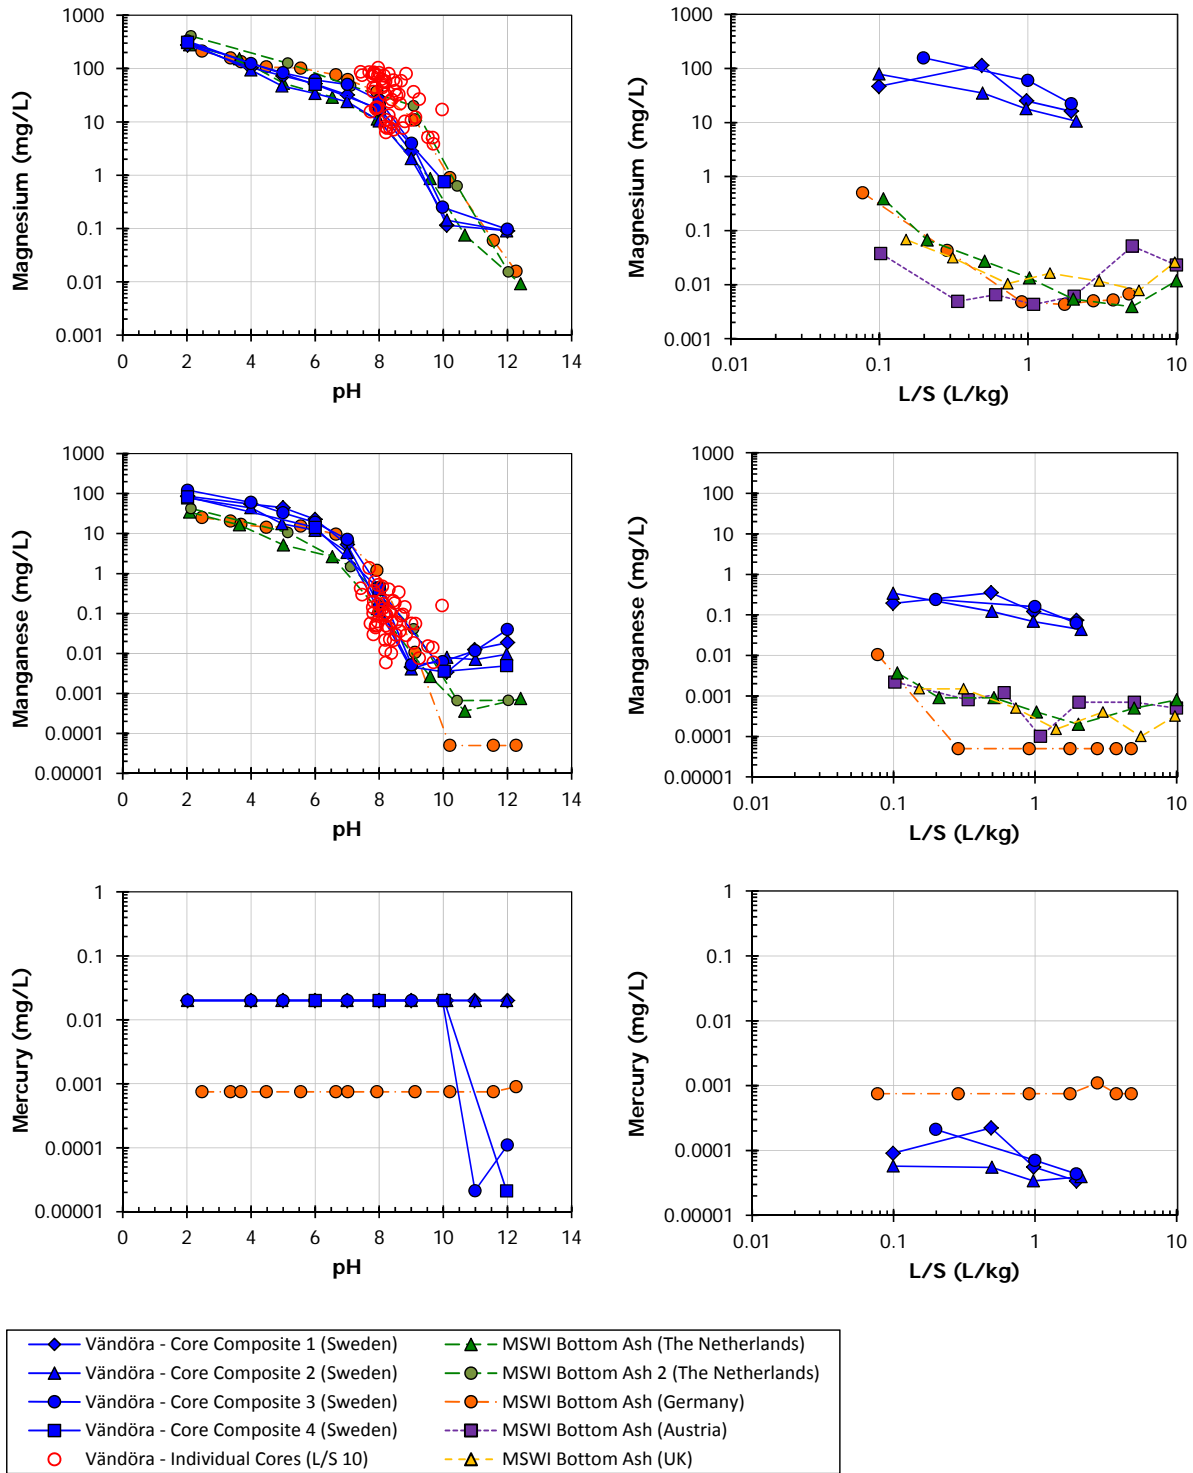 1000
100
10
1
0.1
0.01
0.001
Magnesium (mg/L)
0 2 4 6 8 10 12 14
pH
1000
100
10
1
0.1
0.01
0.001
Magnesium (mg/L)
0.01 0.1 1 10
L/S (L/kg)
1000
100
10
1
0.1
0.01
0.001
0.0001
0.00001
Manganese (mg/L)
0 2 4 6 8 10 12 14
pH
1000
100
10
1
0.1
0.01
0.001
0.0001
0.00001
Manganese (mg/L)
0.01 0.1 1 10
L/S (L/kg)
1
0.1
0.01
0.001
0.0001
0.00001
Mercury (mg/L)
0 2 4 6 8 10 12 14
pH
1
0.1
0.01
0.001
0.0001
0.00001
Mercury (mg/L)
0.01 0.1 1 10
L/S (L/kg)
Vändöra - Core Composite 1 (Sweden)
Vändöra - Core Composite 2 (Sweden)
Vändöra - Core Composite 3 (Sweden)
Vändöra - Core Composite 4 (Sweden)
Vändöra - Individual Cores (L/S 10)
MSWI Bottom Ash (The Netherlands)
MSWI Bottom Ash 2 (The Netherlands)
MSWI Bottom Ash (Germany)
MSWI Bottom Ash (Austria)
MSWI Bottom Ash (UK)